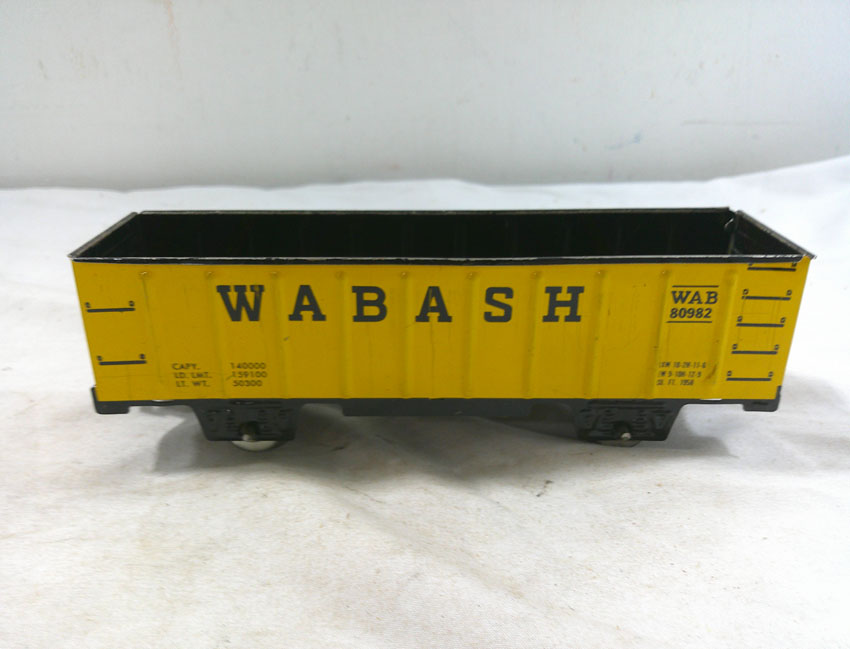 WABASH
WAB
80982
CAPY. 140000
LD. LMT. 139100
LT. WT. 50300